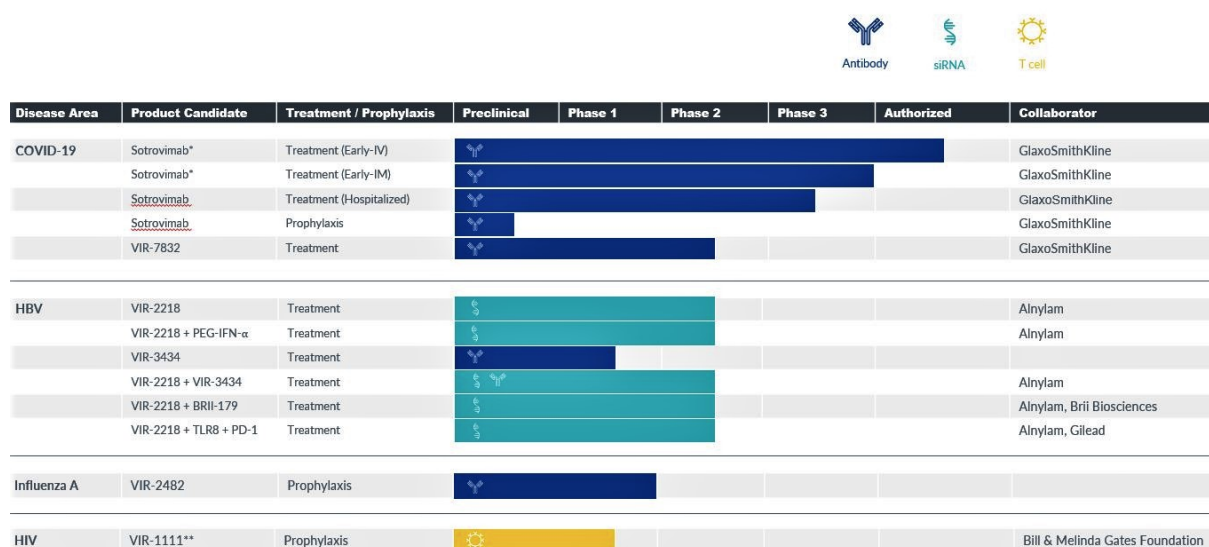 Antibody siRNA T cell
Disease Area Product Candidate Treatment / Prophylaxis Preclinical Phase 1 Phase 2 Phase 3 Authorized Collaborator
COVID-19 Sotrovimab* Treatment (Early-IV) GlaxoSmithKline
Sotrovimab* Treatment (Early-IM) GlaxoSmithKline
Sotrovimab Treatment (Hospitalized) GlaxoSmithKline
Sotrovimab Prophylaxis GlaxoSmithKline
VIR-7832 Treatment GlaxoSmithKline
HBV VIR-2218 Treatment Alnylam
VIR-2218 + PEG-IFN-α Treatment Alnylam
VIR-3434 Treatment
VIR-2218 + VIR-3434 Treatment Alnylam
VIR-2218 + BRII-179 Treatment Alnylam, Brii Biosciences
VIR-2218 + TLR8 + PD-1 Treatment Alnylam, Gilead
Influenza A VIR-2482 Prophylaxis
HIV VIR-1111** Prophylaxis Bill & Melinda Gates Foundation